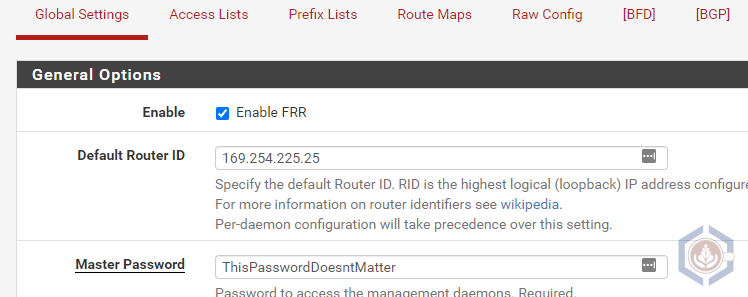 Global Settings Access Lists Prefix Lists Route Maps Raw Config [BFD] [BGP]
General Options
Enable Enable FRR
Default Router ID 169.254.225.25
Specify the default Router ID. RID is the highest logical (loopback) IP address configure
For more information on router identifiers see wikipedia.
Per-daemon configuration will take precedence over this setting.
Master Password ThisPasswordDoesntMatter
Password to access the management daemons. Required.